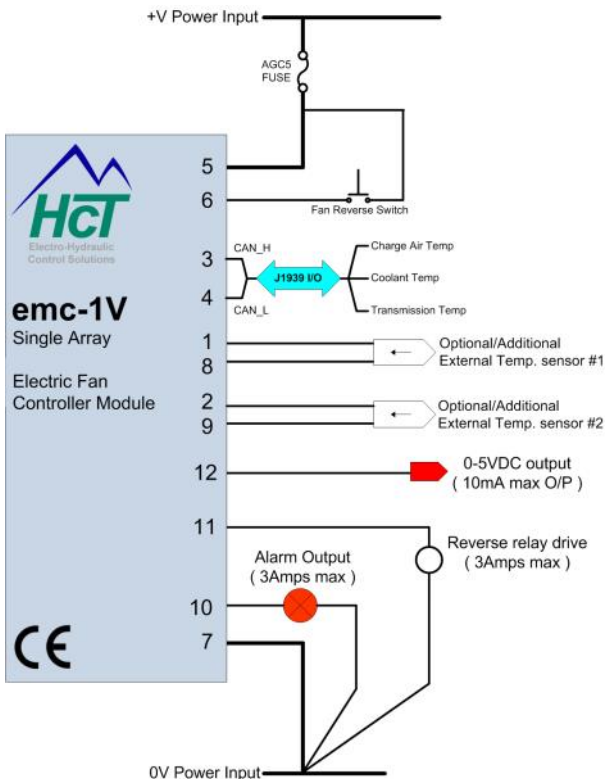 +V Power Input
AGC5
FUSE
5
6
Fan Reverse Switch
HCT
Electro-Hydraulic
Control Solutions
3
CAN_H
4
CAN_L
J1939 I/O
Charge Air Temp
Coolant Temp
Transmission Temp
emc-1V
Single Array
Electric Fan
Controller Module
1
8
Optional/Additional
External Temp. sensor #1
2
9
Optional/Additional
External Temp. sensor #2
12
0-5VDC output
( 10mA max O/P )
11
Reverse relay drive
( 3Amps max )
Alarm Output
( 3Amps max )
10
7
CE
0V Power Input